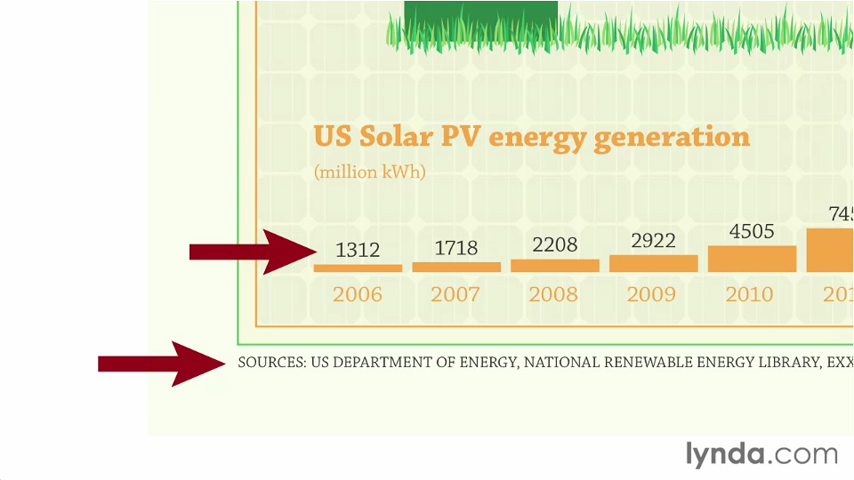 US Solar PV energy generation
(million kWh)
1312 1718 2208 2922 4505
2006 2007 2008 2009 2010
SOURCES: US DEPARTMENT OF ENERGY, NATIONAL RENEWABLE ENERGY LIBRARY,
lynda.com